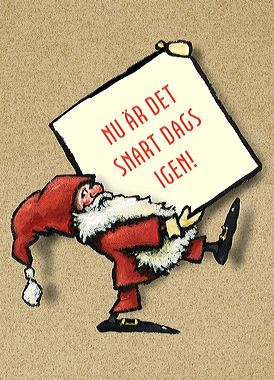 NU ÄR DET
SNART DAGS
IGEN!